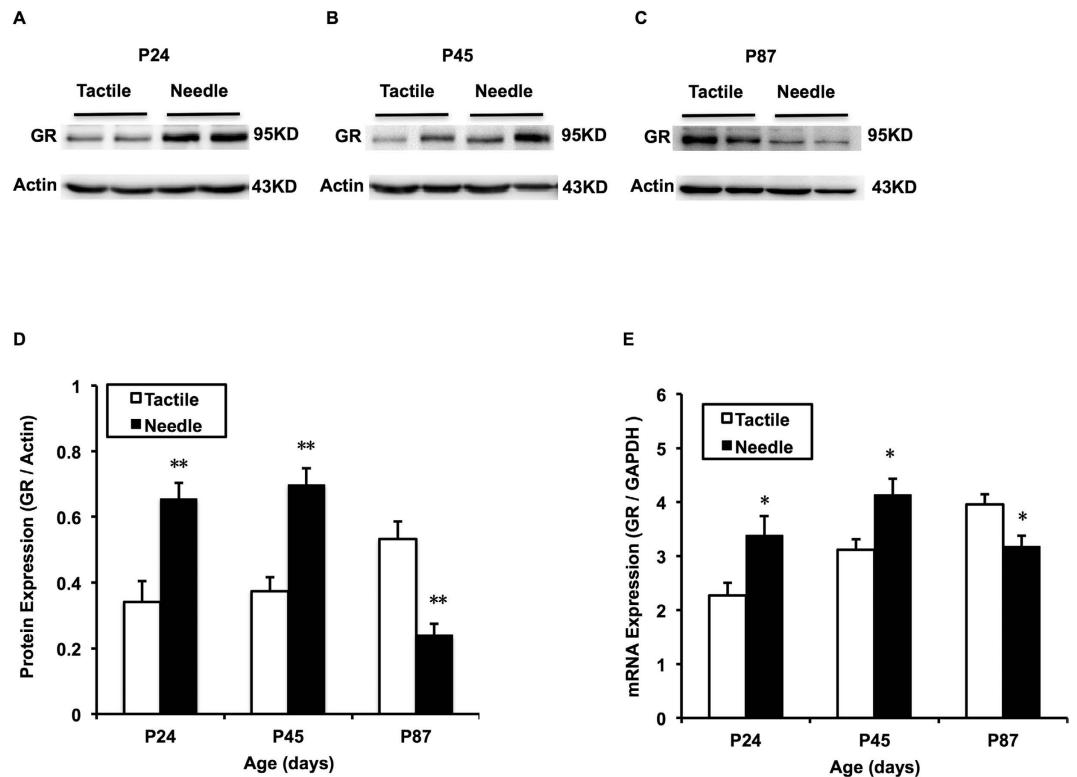 A
P24
Tactile Needle
GR 95KD
Actin 43KD
B
P45
Tactile Needle
GR 95KD
Actin 43KD
C
P87
Tactile Needle
GR 95KD
Actin 43KD
D
Protein Expression (GR / Actin)
1
0.8
0.6
0.4
0.2
0
Tactile
Needle
**
**
**
P24 P45 P87
Age (days)
E
mRNA Expression (GR / GAPDH )
6
5
4
3
2
1
0
Tactile
Needle
*
*
*
P24 P45 P87
Age (days)